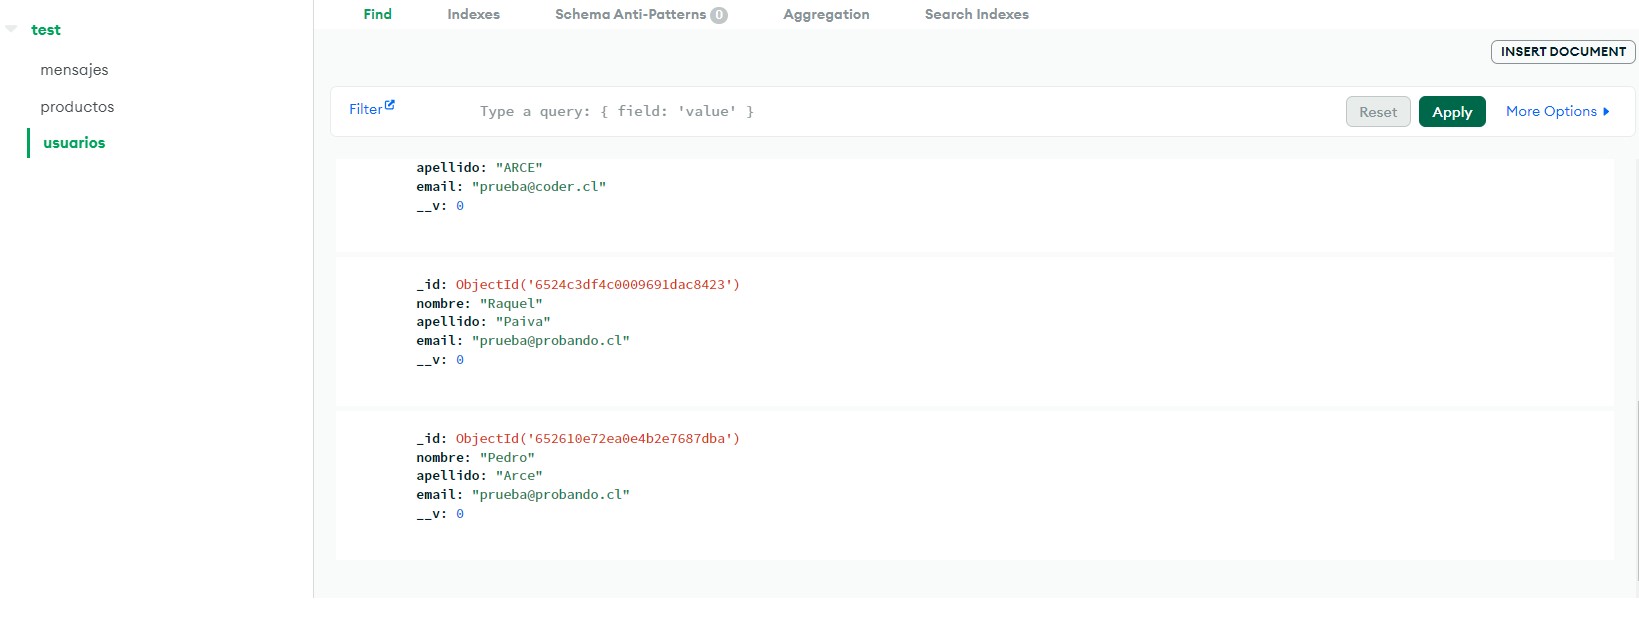 test
mensajes
productos
usuarios
Find Indexes Schema Anti-Patterns 0 Aggregation Search Indexes
INSERT DOCUMENT
Filter Type a query: { field: 'value' } Reset Apply More Options
apellido: "ARCE"
email: "prueba@coder.cl"
__v: 0
_id: ObjectId('6524c3df4c0009691dac8423')
nombre: "Raquel"
apellido: "Paiva"
email: "prueba@probando.cl"
__v: 0
_id: ObjectId('652610e72ea0e4b2e7687dba')
nombre: "Pedro"
apellido: "Arce"
email: "prueba@probando.cl"
__v: 0